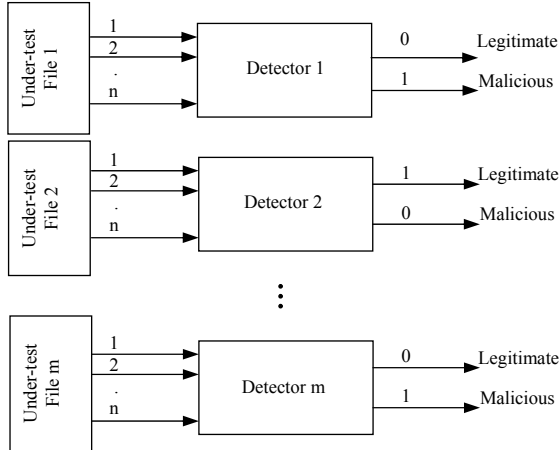 Under-test
File 1
1
2
.
n
Detector 1
0
Legitimate
1
Malicious
Under-test
File 2
1
2
.
n
Detector 2
1
Legitimate
0
Malicious
Under-test
File m
1
2
.
n
Detector m
0
Legitimate
1
Malicious